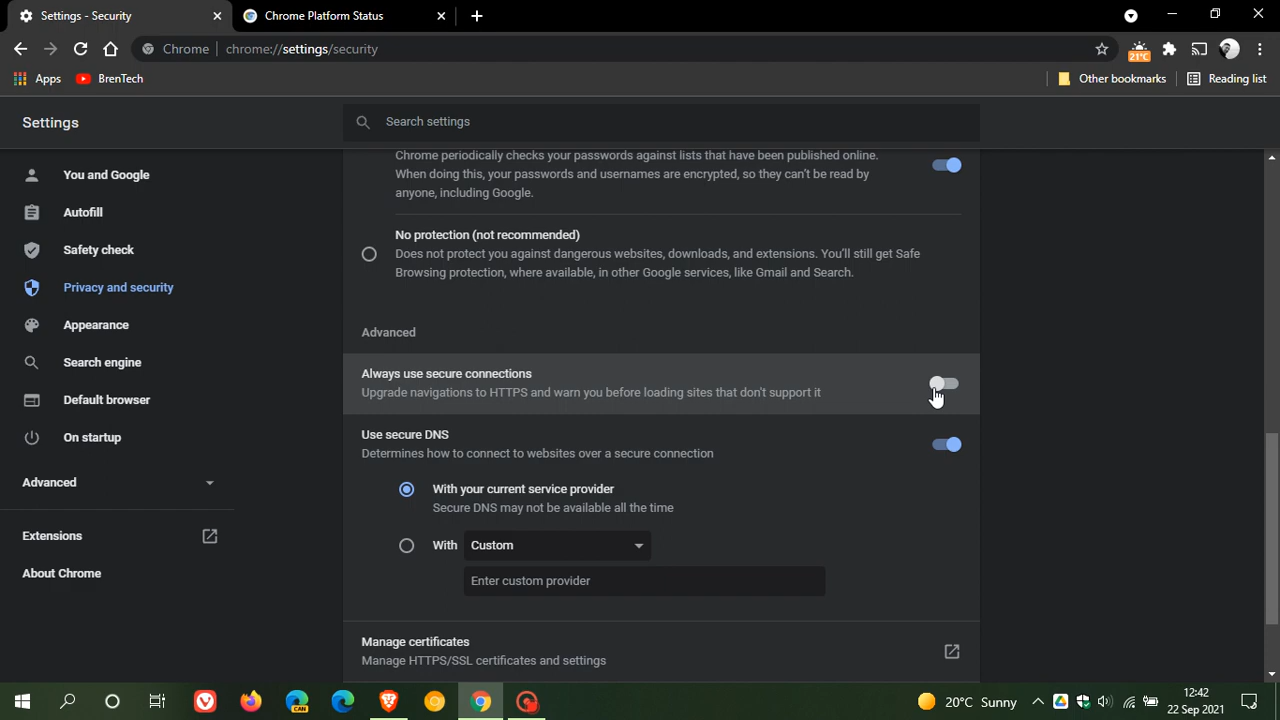 Settings - Security
Chrome Platform Status
Chrome
chrome://settings/security
21°C
Apps
BrenTech
Other bookmarks
Reading list
Settings
Search settings
You and Google
Autofill
Safety check
Privacy and security
Appearance
Search engine
Default browser
On startup
Advanced
Extensions
About Chrome
Chrome periodically checks your passwords against lists that have been published online.
When doing this, your passwords and usernames are encrypted, so they can't be read by
anyone, including Google.
No protection (not recommended)
Does not protect you against dangerous websites, downloads, and extensions. You'll still get Safe
Browsing protection, where available, in other Google services, like Gmail and Search.
Advanced
Always use secure connections
Upgrade navigations to HTTPS and warn you before loading sites that don't support it
Use secure DNS
Determines how to connect to websites over a secure connection
With your current service provider
Secure DNS may not be available all the time
With Custom
Enter custom provider
Manage certificates
Manage HTTPS/SSL certificates and settings
CAN
20°C Sunny
12:42
22 Sep 2021